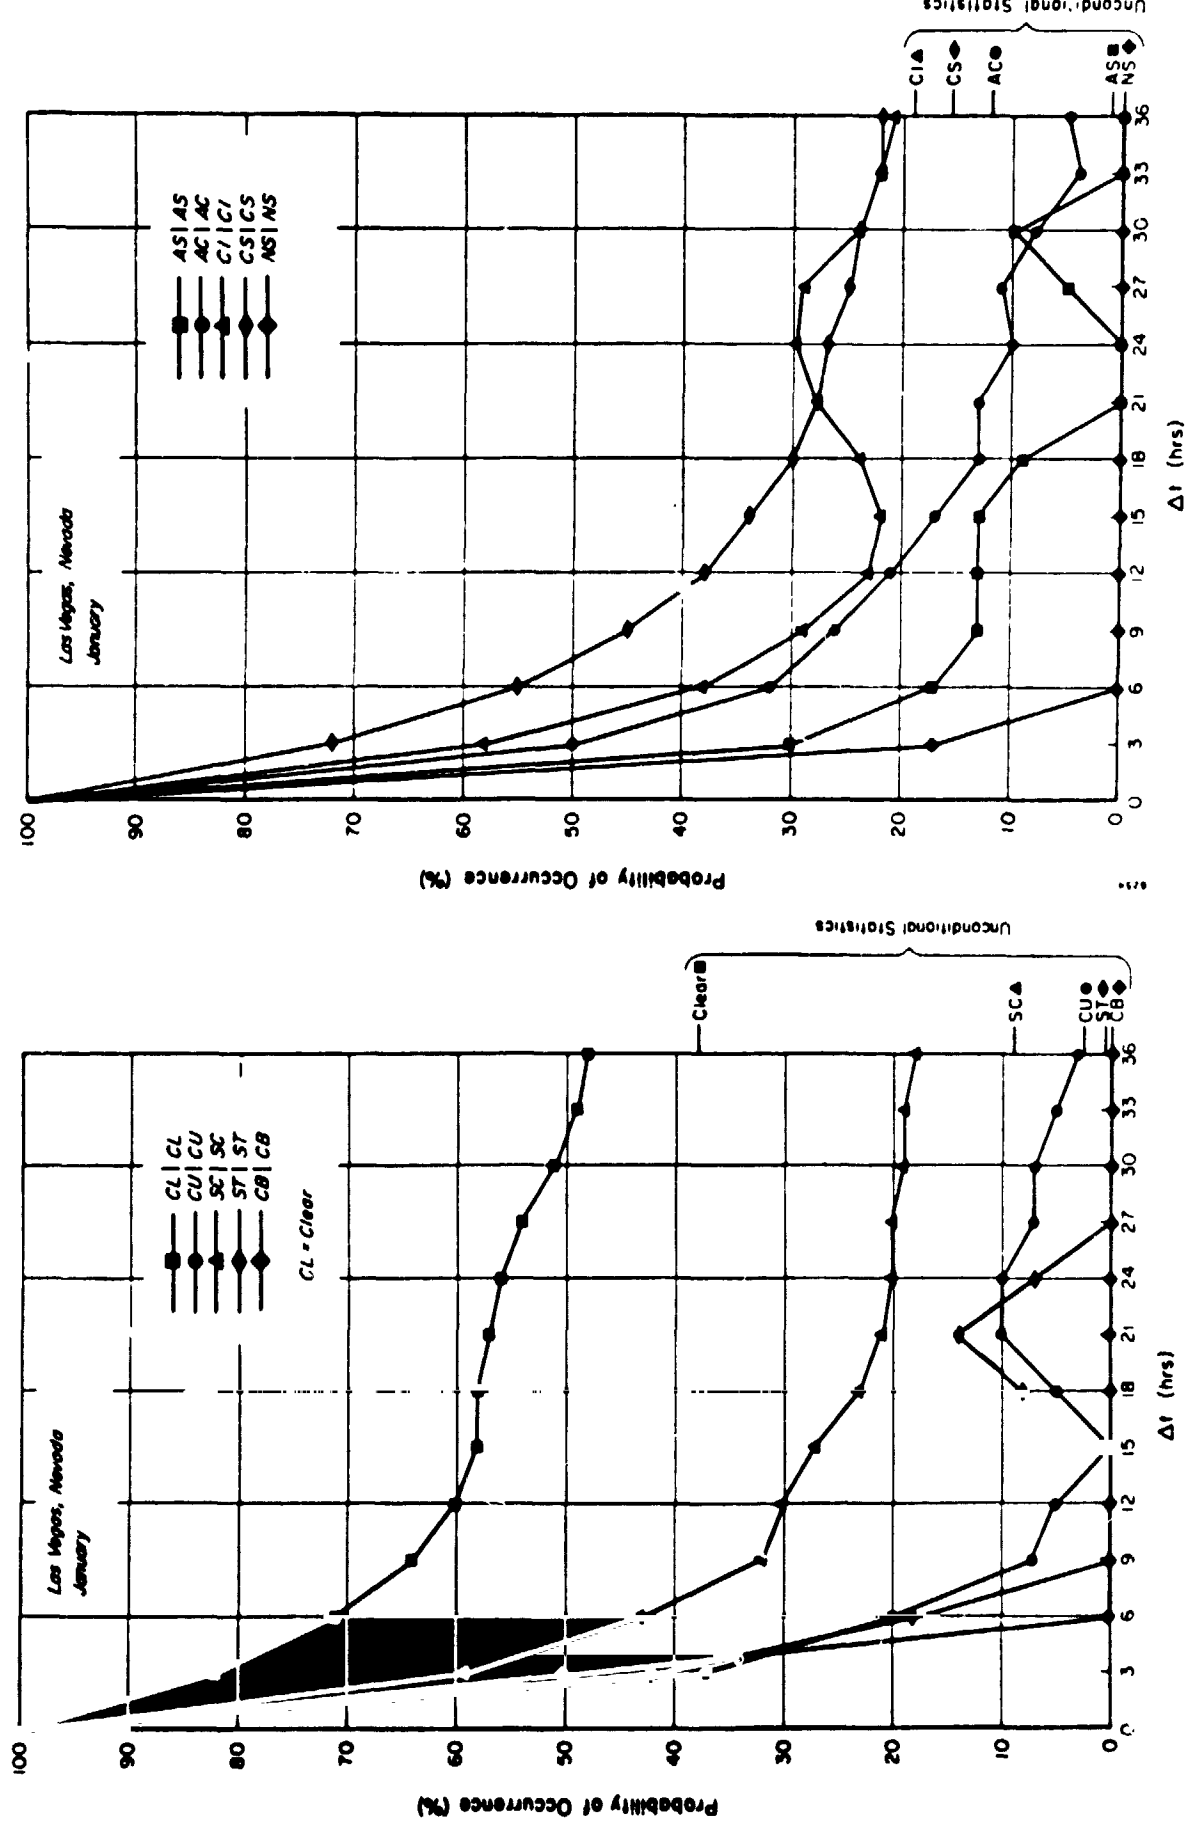 Las Vegas, Nevada
January
CL | CL
CU | CU
SC | SC
ST | ST
CB | CB
CL = Clear
Probability of Occurrence (%)
100
90
80
70
60
50
40
30
20
10
0
0
3
6
9
12
15
18
21
24
27
30
33
36
Δt (hrs)
Clear
SC
CU
ST
CB
Unconditional Statistics
Las Vegas, Nevada
January
AS | AS
AC | AC
CI | CI
CS | CS
NS | NS
Probability of Occurrence (%)
100
90
80
70
60
50
40
30
20
10
0
0
3
6
9
12
15
18
21
24
27
30
33
36
Δt (hrs)
CI
CS
AC
AS
NS
Unconditional Statistics